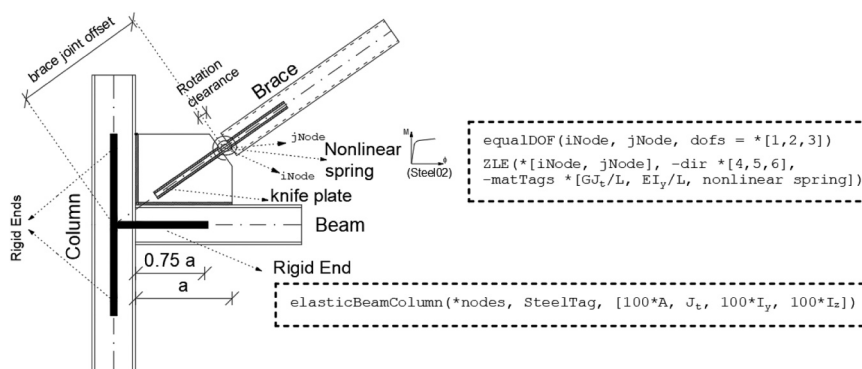 brace joint offset
Rotation
clearance
Brace
jNode
Nonlinear
spring
M
ϕ
(Steel02)
iNode
knife plate
Rigid Ends
Column
Beam
0.75 a
a
Rigid End
equalDOF(iNode, jNode, dofs = *[1,2,3])
ZLE(*[iNode, jNode], -dir *[4,5,6],
-matTags *[GJt/L, EIy/L, nonlinear spring])
elasticBeamColumn(*nodes, SteelTag, [100*A, Jt, 100*Iy, 100*Iz])